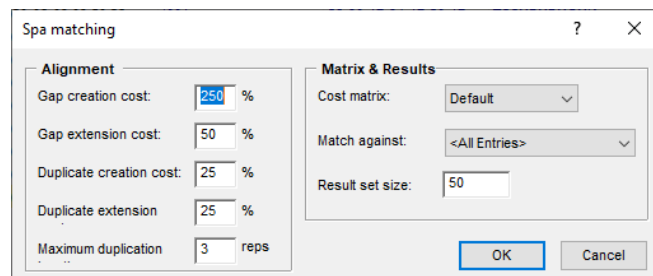 Spa matching ? ×
Alignment
Gap creation cost: 250 %
Gap extension cost: 50 %
Duplicate creation cost: 25 %
Duplicate extension 25 %
Maximum duplication 3 reps
Matrix & Results
Cost matrix: Default
Match against: <All Entries>
Result set size: 50
OK Cancel